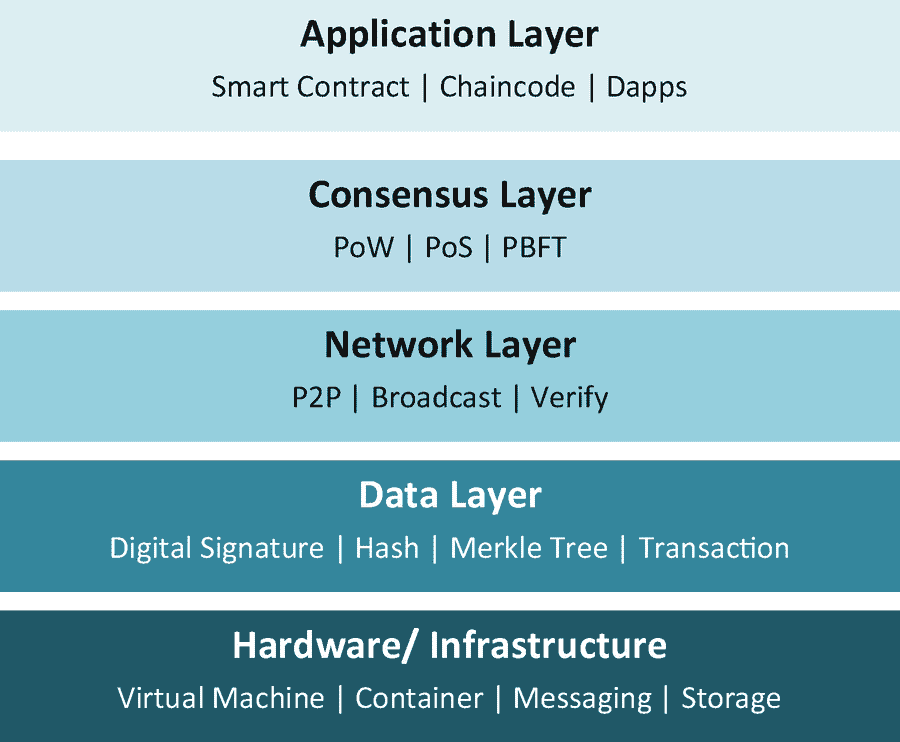 Application Layer
Smart Contract | Chaincode | Dapps
Consensus Layer
PoW | PoS | PBFT
Network Layer
P2P | Broadcast | Verify
Data Layer
Digital Signature | Hash | Merkle Tree | Transaction
Hardware/ Infrastructure
Virtual Machine | Container | Messaging | Storage